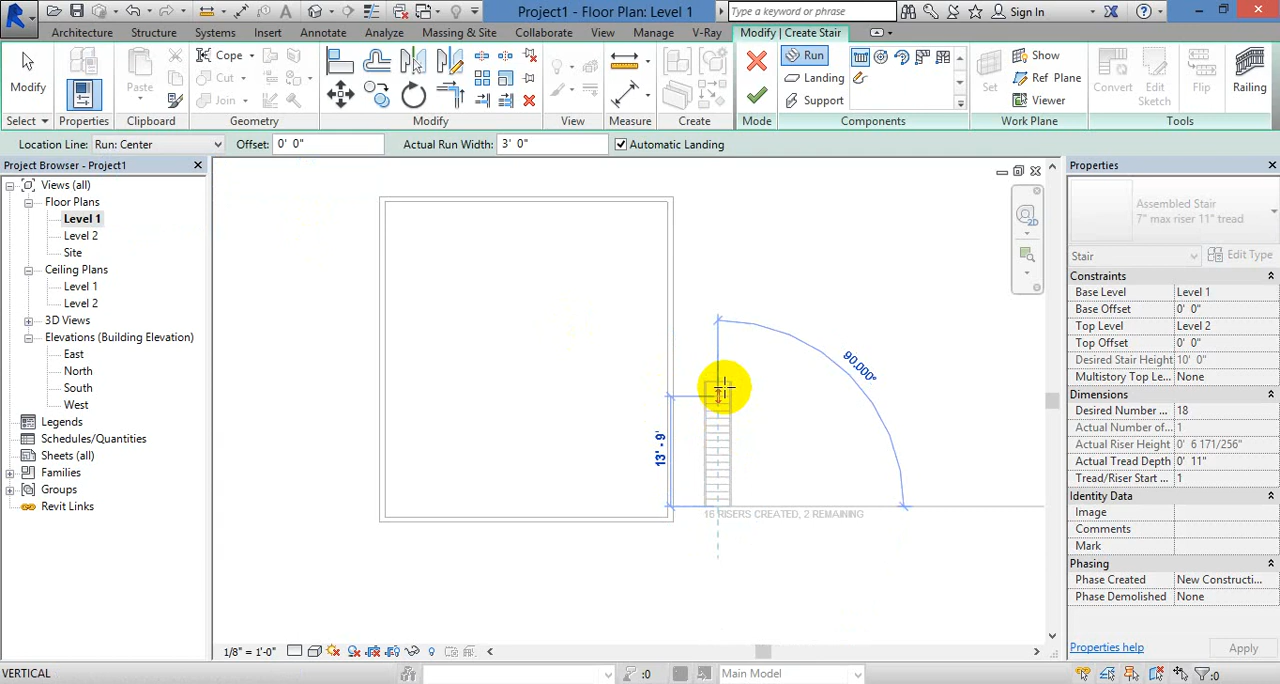 Project1 - Floor Plan: Level 1
Type a keyword or phrase
Sign In
Architecture Structure Systems Insert Annotate Analyze Massing & Site Collaborate View Manage V-Ray Modify | Create Stair
Modify
Paste
Cope
Cut
Join
Run
Landing
Support
Set
Show
Ref Plane
Viewer
Convert
Edit Sketch
Flip
Railing
Select Properties Clipboard Geometry Modify View Measure Create Mode Components Work Plane Tools
Location Line: Run: Center Offset: 0' 0" Actual Run Width: 3' 0" Automatic Landing
Project Browser - Project1
Views (all)
Floor Plans
Level 1
Level 2
Site
Ceiling Plans
Level 1
Level 2
3D Views
Elevations (Building Elevation)
East
North
South
West
Legends
Schedules/Quantities
Sheets (all)
Families
Groups
Revit Links
2D
90.000°
13' - 9"
16 RISERS CREATED, 2 REMAINING
Properties
Assembled Stair
7" max riser 11" tread
Stair Edit Type
Constraints
Base Level Level 1
Base Offset 0' 0"
Top Level Level 2
Top Offset 0' 0"
Desired Stair Height 10' 0"
Multistory Top Le... None
Dimensions
Desired Number ... 18
Actual Number of... 1
Actual Riser Height 0' 6 171/256"
Actual Tread Depth 0' 11"
Tread/Riser Start ... 1
Identity Data
Image
Comments
Mark
Phasing
Phase Created New Constructi...
Phase Demolished None
Properties help Apply
1/8" = 1'-0"
VERTICAL :0 Main Model :0